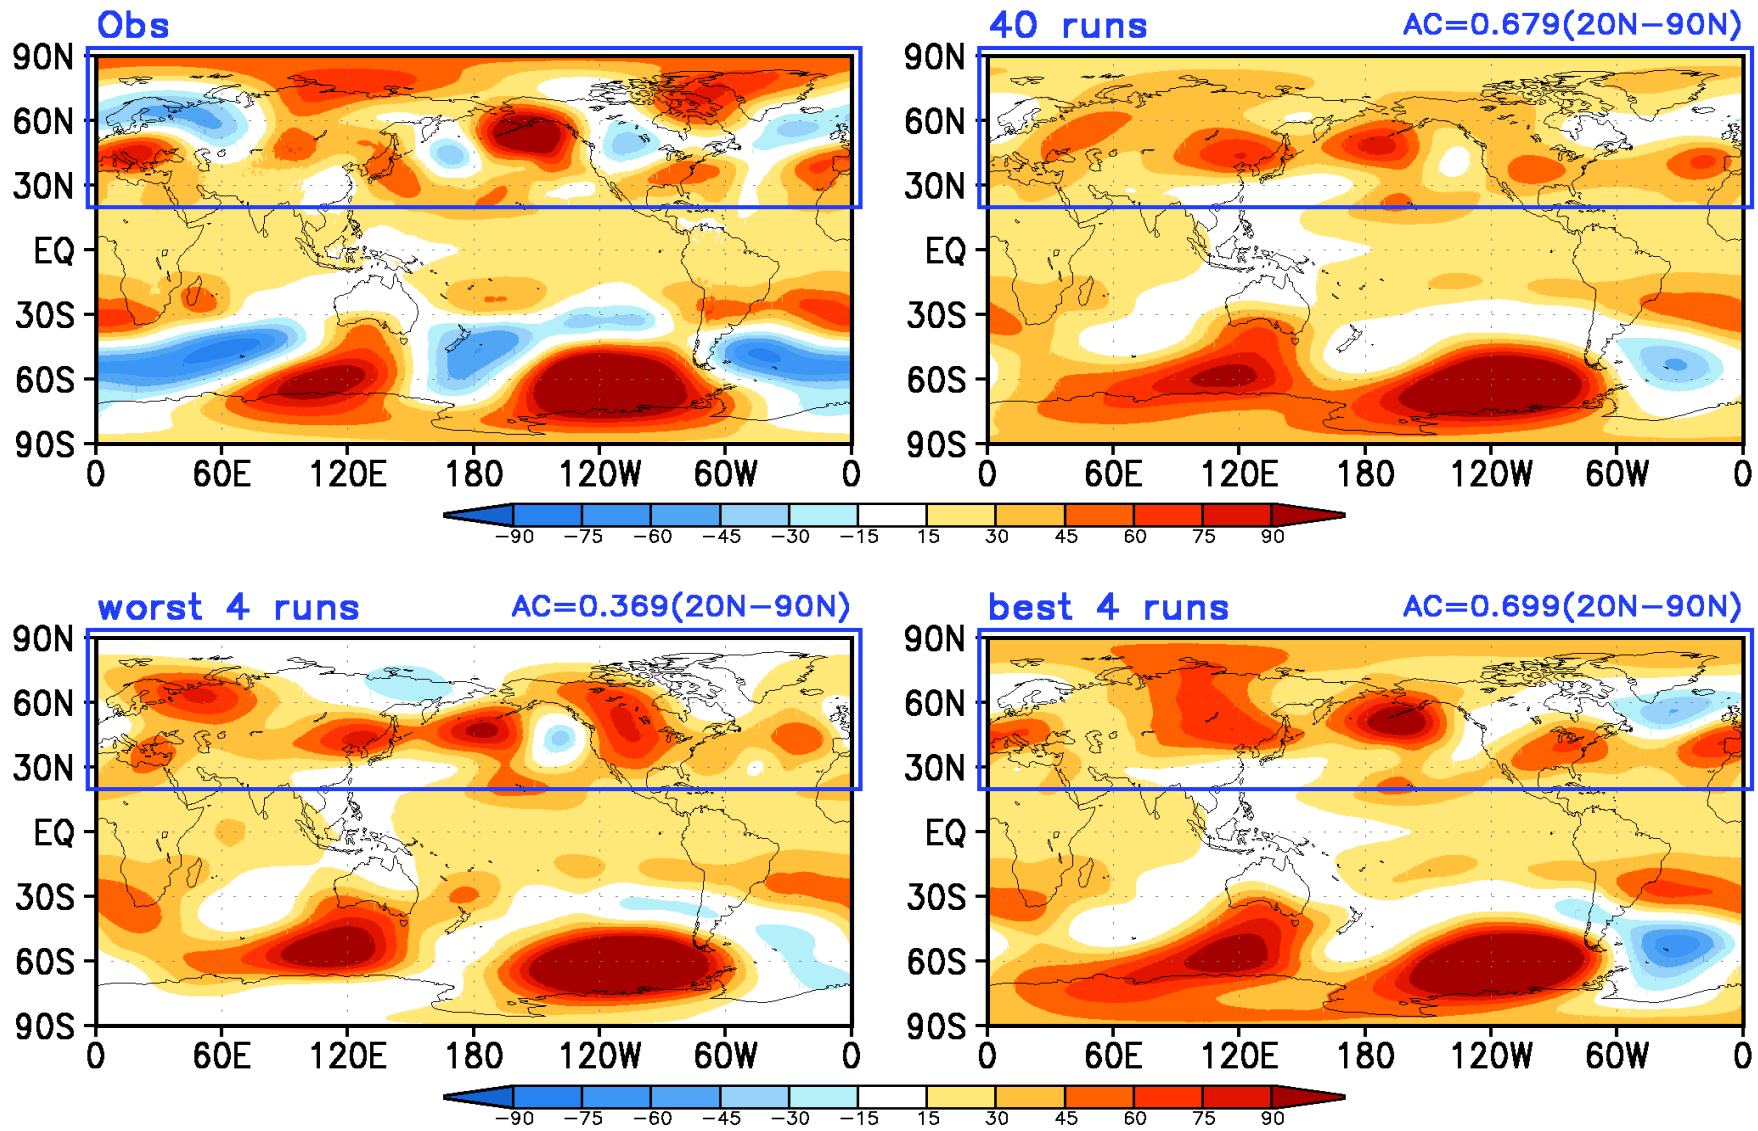 Obs
40 runs AC=0.679(20N−90N)
90N 90N
60N 60N
30N 30N
EQ EQ
30S 30S
60S 60S
90S 90S
0 60E 120E 180 120W 60W 0 0 60E 120E 180 120W 60W 0
−90 −75 −60 −45 −30 −15 15 30 45 60 75 90
worst 4 runs AC=0.369(20N−90N)
best 4 runs AC=0.699(20N−90N)
90N 90N
60N 60N
30N 30N
EQ EQ
30S 30S
60S 60S
90S 90S
0 60E 120E 180 120W 60W 0 0 60E 120E 180 120W 60W 0
−90 −75 −60 −45 −30 −15 15 30 45 60 75 90